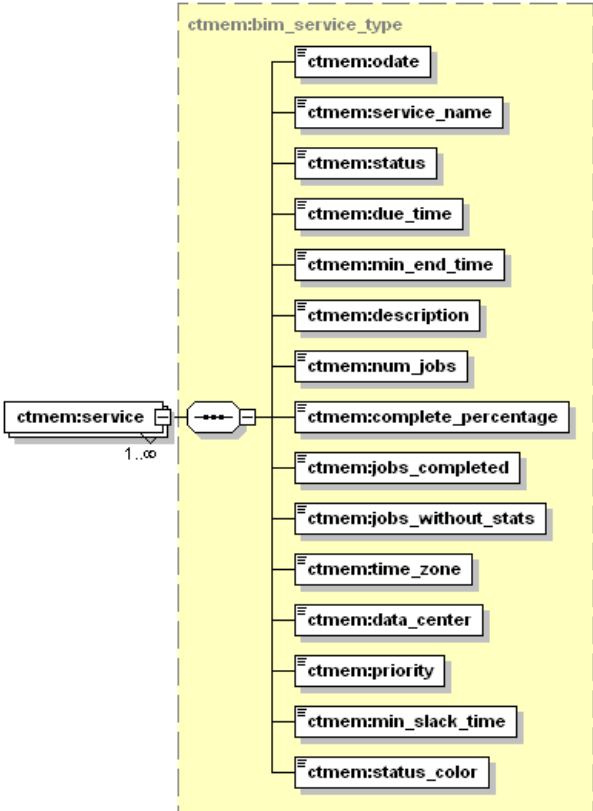 ctmem:bim_service_type
ctmem:odate
ctmem:service_name
ctmem:status
ctmem:due_time
ctmem:min_end_time
ctmem:description
ctmem:num_jobs
ctmem:service
1..∞
ctmem:complete_percentage
ctmem:jobs_completed
ctmem:jobs_without_stats
ctmem:time_zone
ctmem:data_center
ctmem:priority
ctmem:min_slack_time
ctmem:status_color